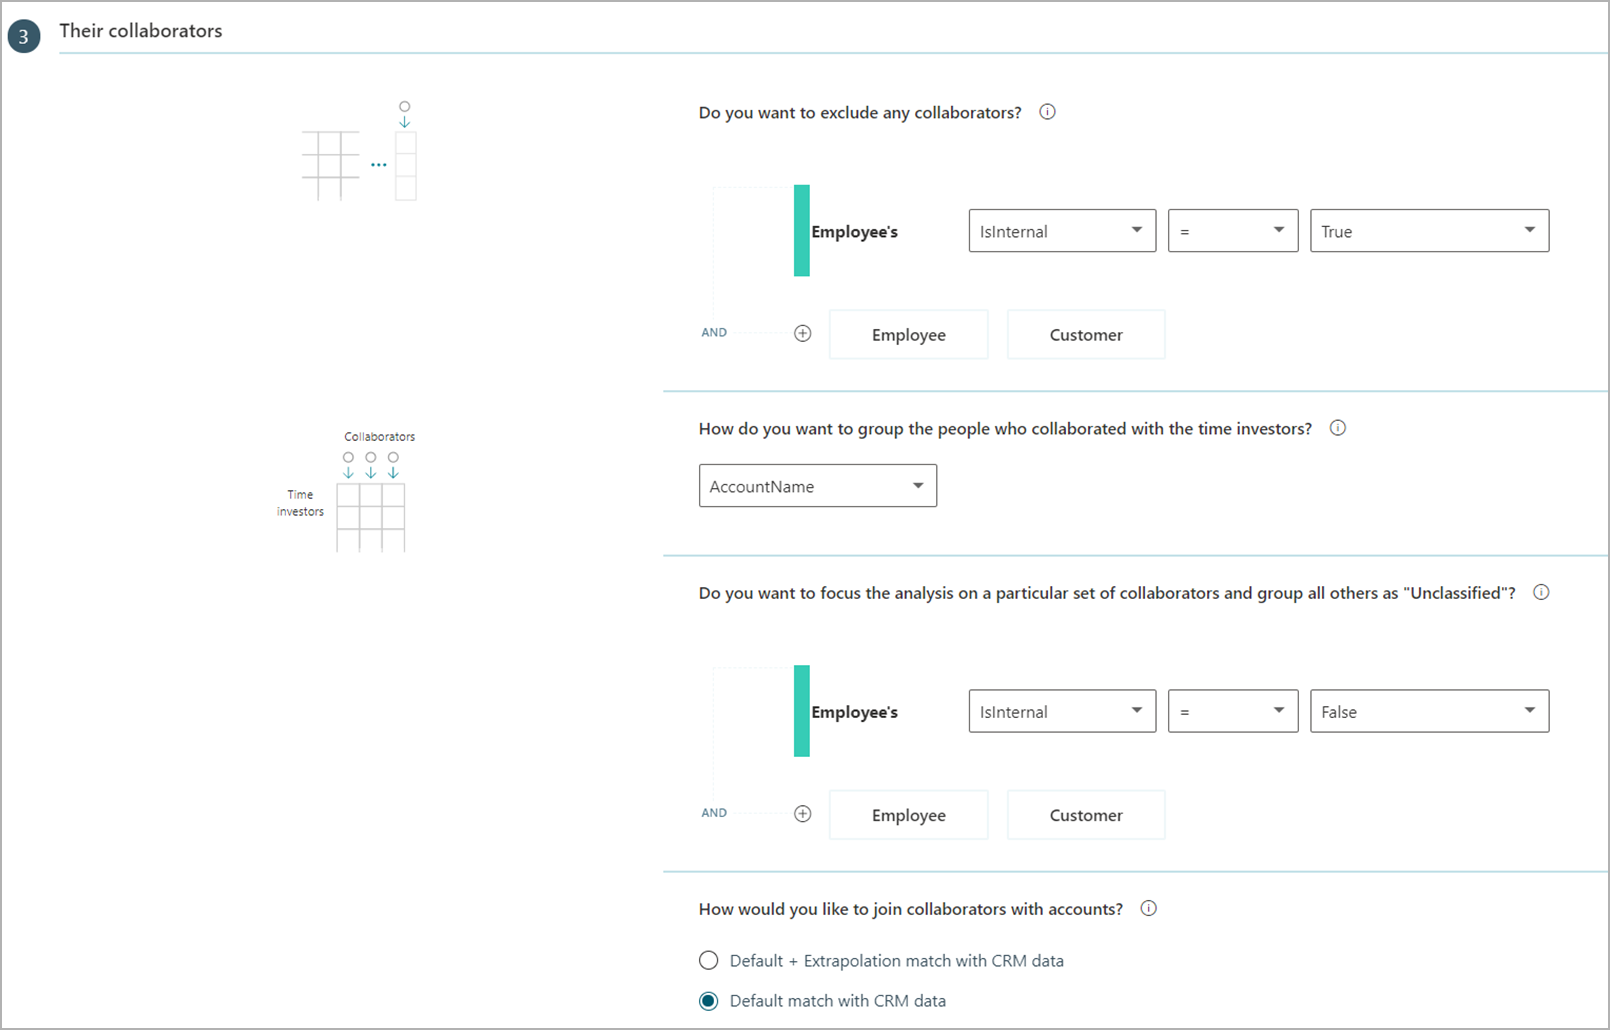 3 Their collaborators
Do you want to exclude any collaborators?
Employee's IsInternal = True
AND Employee Customer
Collaborators
Time
investors
How do you want to group the people who collaborated with the time investors?
AccountName
Do you want to focus the analysis on a particular set of collaborators and group all others as "Unclassified"?
Employee's IsInternal = False
AND Employee Customer
How would you like to join collaborators with accounts?
Default + Extrapolation match with CRM data
Default match with CRM data